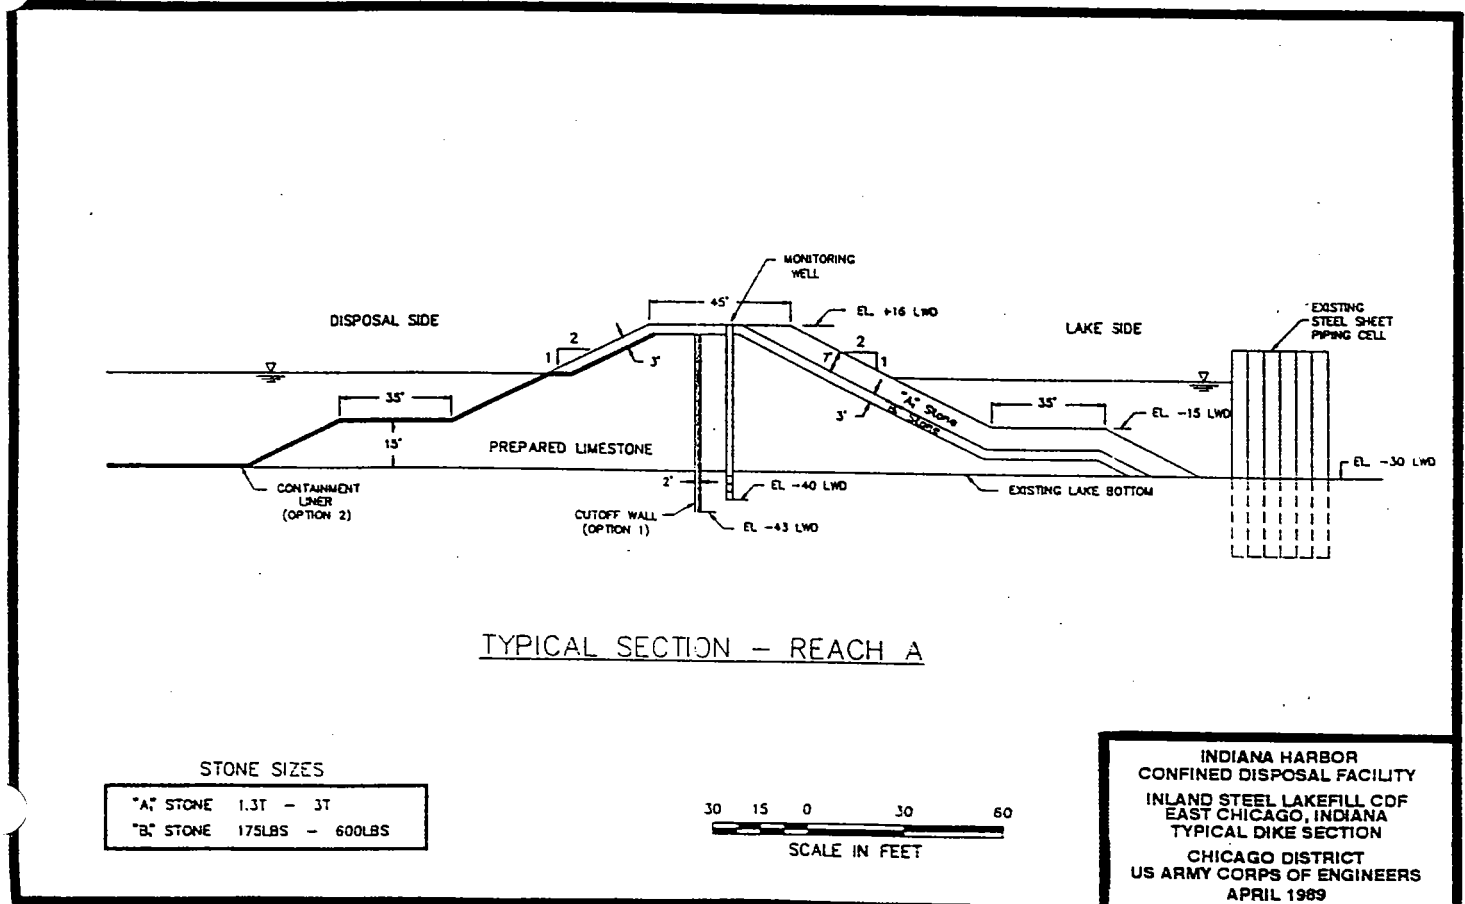 MONITORING
WELL
45'
EL +16 LWD
DISPOSAL SIDE
LAKE SIDE
EXISTING
STEEL SHEET
PIPING CELL
2
1
3'
2
1
7'
35'
"A," Stone
"B," Stone
3'
35'
EL -15 LWD
15'
PREPARED LIMESTONE
EL -30 LWD
CONTAINMENT
LINER
(OPTION 2)
2'
EL -40 LWD
EXISTING LAKE BOTTOM
CUTOFF WALL
(OPTION 1)
EL -43 LWD
TYPICAL SECTION - REACH A
STONE SIZES
"A," STONE 1.3T - 3T
"B," STONE 175LBS - 600LBS
30 15 0 30 60
SCALE IN FEET
INDIANA HARBOR
CONFINED DISPOSAL FACILITY
INLAND STEEL LAKEFILL CDF
EAST CHICAGO, INDIANA
TYPICAL DIKE SECTION
CHICAGO DISTRICT
US ARMY CORPS OF ENGINEERS
APRIL 1989